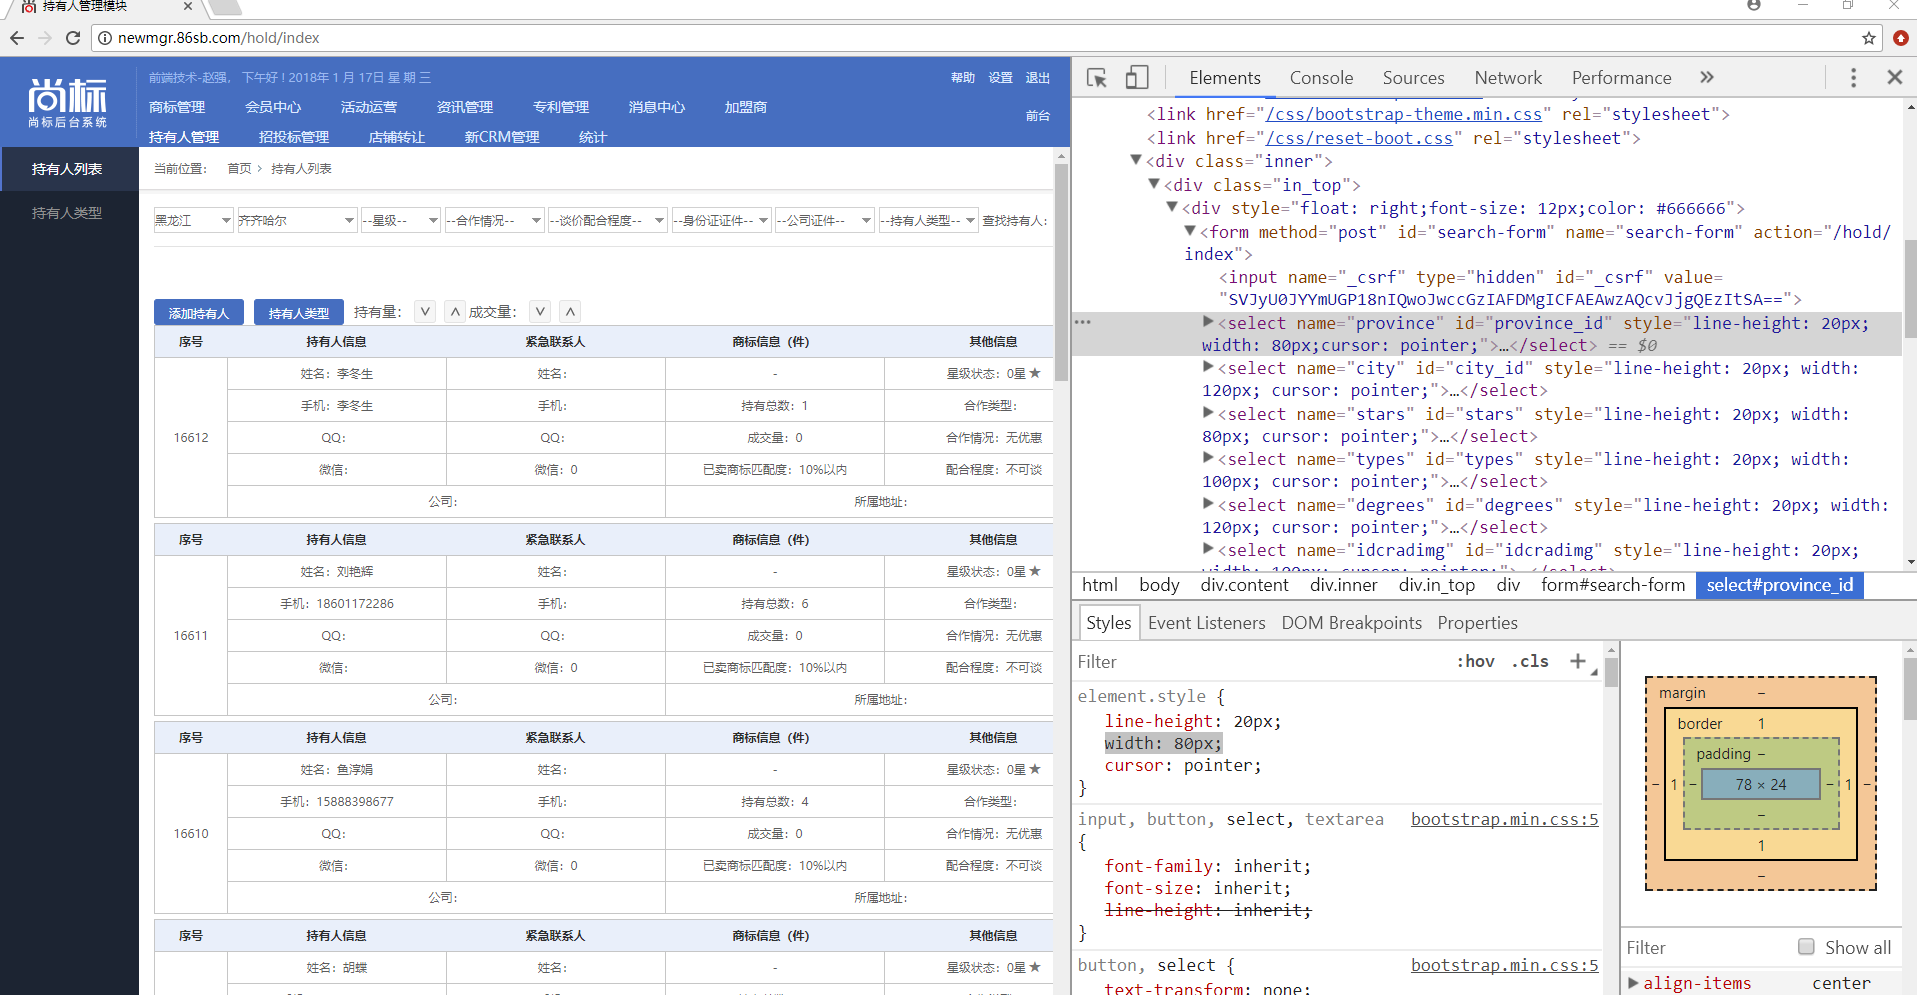 持有人管理模块
newmgr.86sb.com/hold/index
尚标
尚标后台系统
前端技术-赵强， 下午好！2018年 1 月 17日 星 期 三
帮助 设置 退出
商标管理 会员中心 活动运营 资讯管理 专利管理 消息中心 加盟商
前台
持有人管理 招投标管理 店铺转让 新CRM管理 统计
持有人列表
持有人类型
当前位置： 首页 > 持有人列表
黑龙江 齐齐哈尔 --星级-- --合作情况-- --谈价配合程度-- --身份证证件-- --公司证件-- --持有人类型-- 查找持有人：
添加持有人 持有人类型 持有量： ∨ ∧ 成交量： ∨ ∧
序号 持有人信息 紧急联系人 商标信息（件） 其他信息
姓名：李冬生 姓名： - 星级状态：0星★
手机：李冬生 手机： 持有总数：1 合作类型：
16612 QQ： QQ： 成交量：0 合作情况：无优惠
微信： 微信：0 已卖商标匹配度：10%以内 配合程度：不可谈
公司： 所属地址：
序号 持有人信息 紧急联系人 商标信息（件） 其他信息
姓名：刘艳辉 姓名： - 星级状态：0星★
手机：18601172286 手机： 持有总数：6 合作类型：
16611 QQ： QQ： 成交量：0 合作情况：无优惠
微信： 微信：0 已卖商标匹配度：10%以内 配合程度：不可谈
公司： 所属地址：
序号 持有人信息 紧急联系人 商标信息（件） 其他信息
姓名：鱼淳娟 姓名： - 星级状态：0星★
手机：15888398677 手机： 持有总数：4 合作类型：
16610 QQ： QQ： 成交量：0 合作情况：无优惠
微信： 微信：0 已卖商标匹配度：10%以内 配合程度：不可谈
公司： 所属地址：
序号 持有人信息 紧急联系人 商标信息（件） 其他信息
姓名：胡蝶 姓名： - 星级状态：0星★
Elements Console Sources Network Performance »
<link href="/css/bootstrap-theme.min.css" rel="stylesheet">
<link href="/css/reset-boot.css" rel="stylesheet">
▼<div class="inner">
▼<div class="in_top">
▼<div style="float: right;font-size: 12px;color: #666666">
▼<form method="post" id="search-form" name="search-form" action="/hold/
index">
<input name="_csrf" type="hidden" id="_csrf" value=
"SVJyU0JYYmUGP18nIQwoJwccGzIAFDMgICFAEAwzAQcvJjgQEzItSA==">
▶<select name="province" id="province_id" style="line-height: 20px;
width: 80px;cursor: pointer;">…</select> == $0
▶<select name="city" id="city_id" style="line-height: 20px; width:
120px; cursor: pointer;">…</select>
▶<select name="stars" id="stars" style="line-height: 20px; width:
80px; cursor: pointer;">…</select>
▶<select name="types" id="types" style="line-height: 20px; width:
100px; cursor: pointer;">…</select>
▶<select name="degrees" id="degrees" style="line-height: 20px; width:
120px; cursor: pointer;">…</select>
▶<select name="idcradimg" id="idcradimg" style="line-height: 20px;
width: 100px; cursor: pointer;">…</select>
html body div.content div.inner div.in_top div form#search-form select#province_id
Styles Event Listeners DOM Breakpoints Properties
Filter :hov .cls +
element.style {
line-height: 20px;
width: 80px;
cursor: pointer;
}
input, button, select, textarea bootstrap.min.css:5
{
font-family: inherit;
font-size: inherit;
line-height: inherit;
}
button, select { bootstrap.min.css:5
text-transform: none;
margin –
border 1
padding –
– 1 – 78 × 24 – 1 –
–
1
–
Filter Show all
▶align-items center